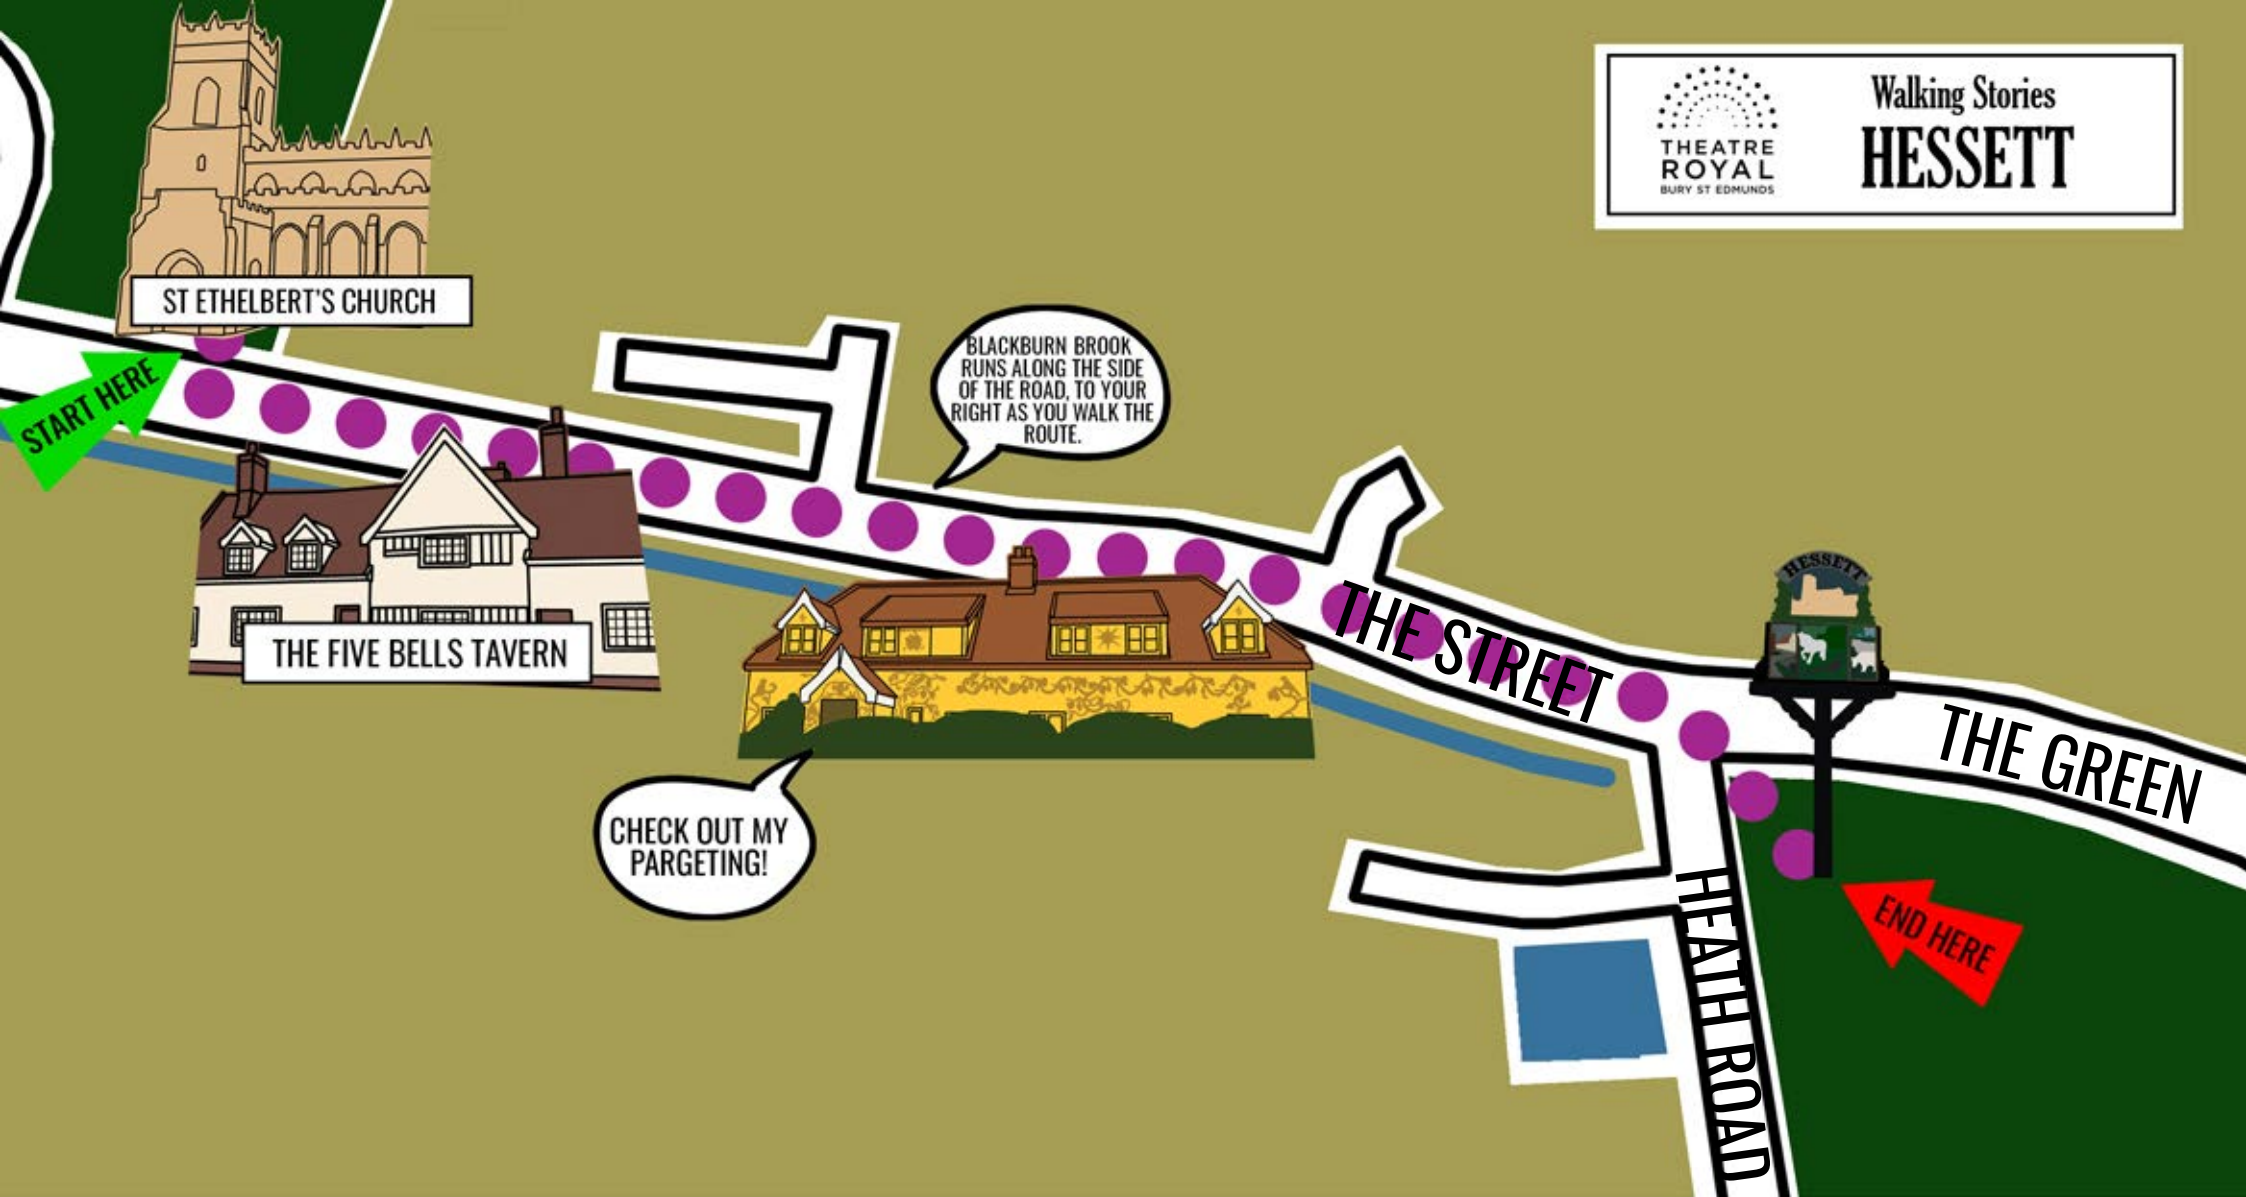 THEATRE
ROYAL
BURY ST EDMUNDS
Walking Stories
HESSETT
ST ETHELBERT'S CHURCH
START HERE
BLACKBURN BROOK
RUNS ALONG THE SIDE
OF THE ROAD, TO YOUR
RIGHT AS YOU WALK THE
ROUTE.
THE FIVE BELLS TAVERN
THE STREET
HESSETT
THE GREEN
CHECK OUT MY
PARGETING!
HEATH ROAD
END HERE